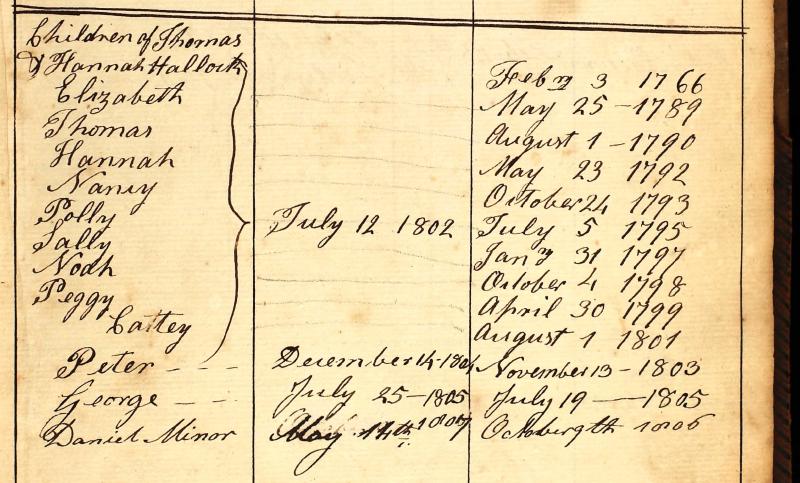 Children of Thomas
& Hannah Hallock Feby 3 1766
Elizabeth May 25 - 1789
Thomas August 1 - 1790
Hannah May 23 1792
Nancy October 24 1793
Polly July 12 1802 July 5 1795
Sally Jany 31 1797
Noah October 4 1798
Peggy April 30 1799
Cattey August 1 1801
Peter - - December 14 - 1804 November 13 - 1803
George - - July 25 - 1805 July 19 - 1805
Daniel Minor May 14th 1807 October 9th 1806